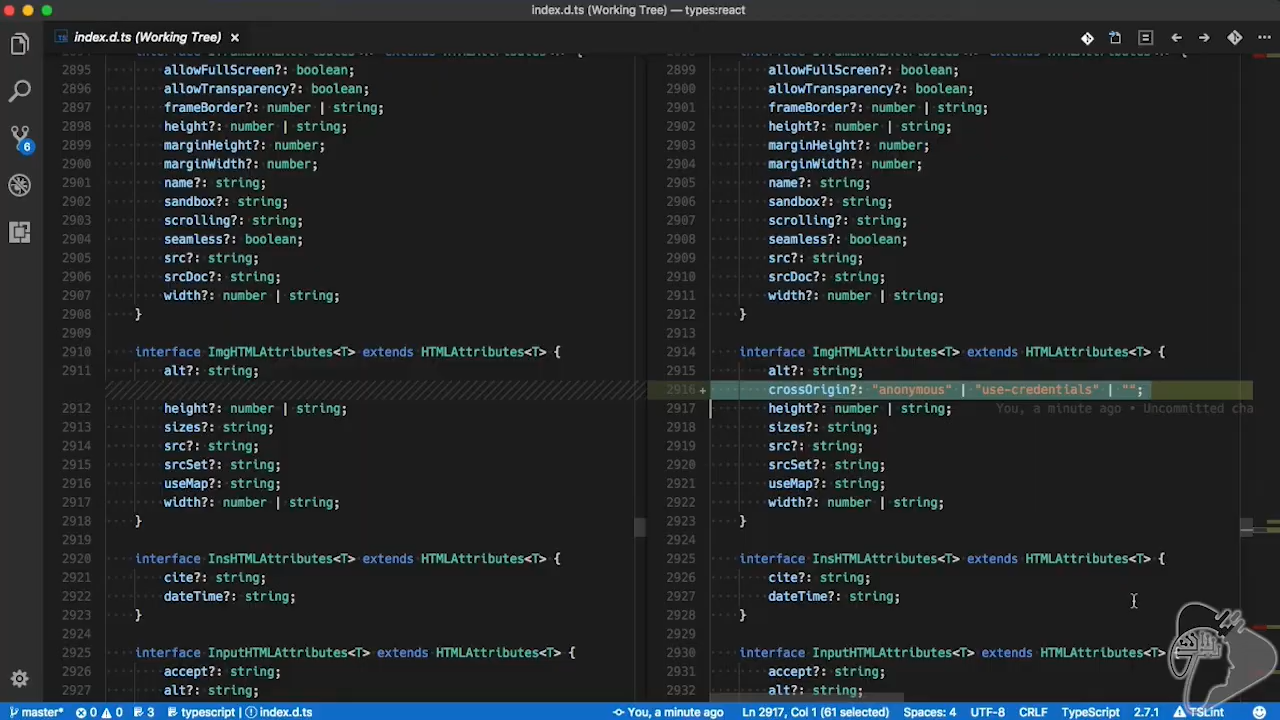 index.d.ts (Working Tree) — types:react
TS index.d.ts (Working Tree) ×
2895 allowFullScreen?: boolean;
2896 allowTransparency?: boolean;
2897 frameBorder?: number | string;
2898 height?: number | string;
2899 marginHeight?: number;
2900 marginWidth?: number;
2901 name?: string;
2902 sandbox?: string;
2903 scrolling?: string;
2904 seamless?: boolean;
2905 src?: string;
2906 srcDoc?: string;
2907 width?: number | string;
2908 }
2909
2910 interface ImgHTMLAttributes<T> extends HTMLAttributes<T> {
2911 alt?: string;
2912 height?: number | string;
2913 sizes?: string;
2914 src?: string;
2915 srcSet?: string;
2916 useMap?: string;
2917 width?: number | string;
2918 }
2919
2920 interface InsHTMLAttributes<T> extends HTMLAttributes<T> {
2921 cite?: string;
2922 dateTime?: string;
2923 }
2924
2925 interface InputHTMLAttributes<T> extends HTMLAttributes<T> {
2926 accept?: string;
2927 alt?: string;
2899 allowFullScreen?: boolean;
2900 allowTransparency?: boolean;
2901 frameBorder?: number | string;
2902 height?: number | string;
2903 marginHeight?: number;
2904 marginWidth?: number;
2905 name?: string;
2906 sandbox?: string;
2907 scrolling?: string;
2908 seamless?: boolean;
2909 src?: string;
2910 srcDoc?: string;
2911 width?: number | string;
2912 }
2913
2914 interface ImgHTMLAttributes<T> extends HTMLAttributes<T> {
2915 alt?: string;
2916 + crossOrigin?: "anonymous" | "use-credentials" | "";
2917 height?: number | string; You, a minute ago • Uncommitted cha
2918 sizes?: string;
2919 src?: string;
2920 srcSet?: string;
2921 useMap?: string;
2922 width?: number | string;
2923 }
2924
2925 interface InsHTMLAttributes<T> extends HTMLAttributes<T> {
2926 cite?: string;
2927 dateTime?: string;
2928 }
2929
2930 interface InputHTMLAttributes<T> extends HTMLAttributes<T>
2931 accept?: string;
2932 alt?: string;
6
master* 0 0 3 typescript | index.d.ts You, a minute ago Ln 2917, Col 1 (61 selected) Spaces: 4 UTF-8 CRLF TypeScript 2.7.1 TSLint